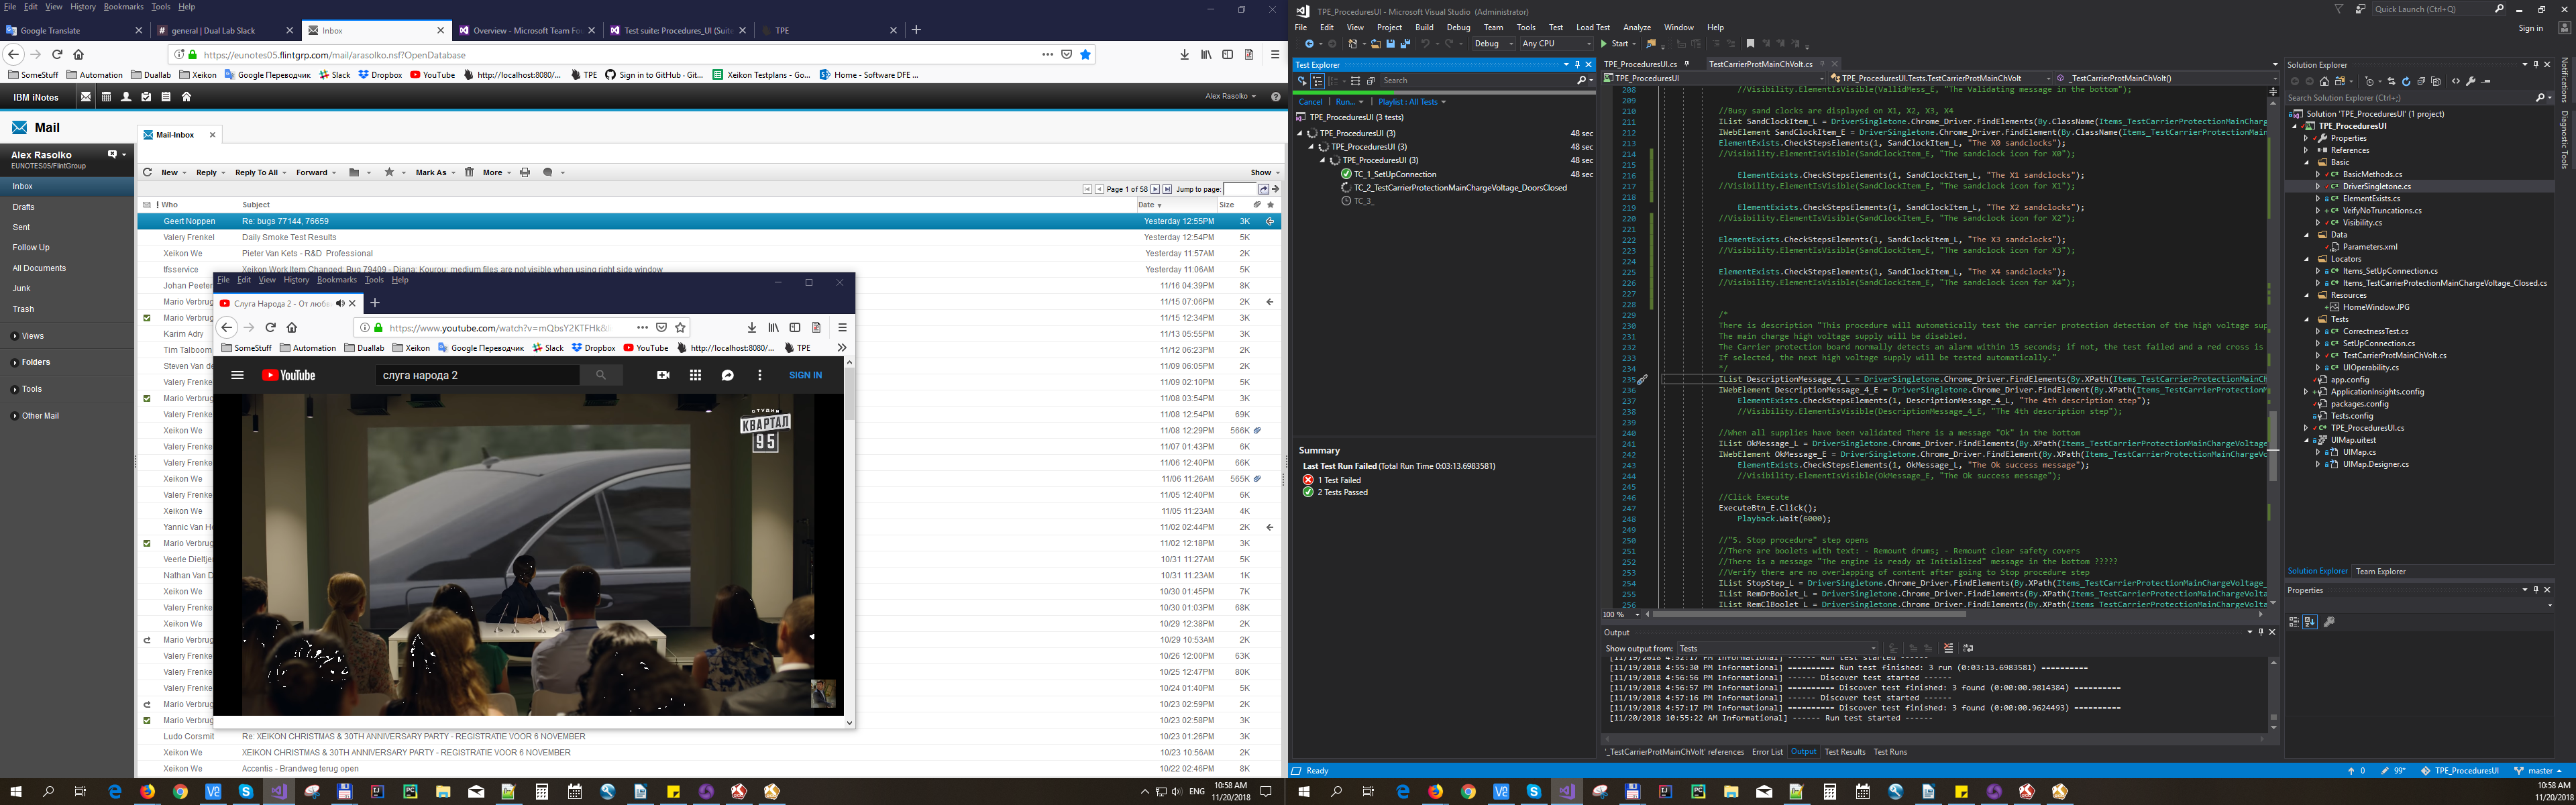 File Edit View History Bookmarks Tools Help
Google Translate
general | Dual Lab Slack
Inbox
Overview - Microsoft Team Fou
Test suite: Procedures_UI (Suite
TPE
https://eunotes05.flintgrp.com/mail/arasolko.nsf?OpenDatabase
SomeStuff Automation Duallab Xeikon Google Переводчик Slack Dropbox YouTube http://localhost:8080/... TPE Sign in to GitHub · Git... Xeikon Testplans - Go... Home - Software DFE ...
IBM iNotes
Alex Rasolko
Mail
Mail-Inbox
Alex Rasolko
EUNOTES05/FlintGroup
Inbox
Drafts
Sent
Follow Up
All Documents
Junk
Trash
Views
Folders
Tools
Other Mail
New Reply Reply To All Forward Mark As More Show
Page 1 of 58 Jump to page:
Who Subject Date Size
Geert Noppen Re: bugs 77144, 76659 Yesterday 12:55PM 3K
Valery Frenkel Daily Smoke Test Results Yesterday 12:54PM 5K
Xeikon We Pieter Van Kets - R&D Professional Yesterday 11:57AM 2K
tfsservice Xeikon Work Item Changed: Bug 79409 - Diana: Kourou: medium files are not visible when using right side window Yesterday 11:06AM 5K
Johan Peeter 11/16 04:39PM 8K
Mario Verbrug 11/15 07:06PM 2K
Mario Verbrug 11/15 12:34PM 3K
Karim Adry 11/13 05:55PM 3K
Tim Talboom 11/12 06:23PM 2K
Steven Van de 11/09 06:05PM 2K
Valery Frenke 11/09 02:10PM 5K
Mario Verbrug 11/08 03:54PM 3K
Valery Frenke 11/08 12:54PM 69K
Xeikon We 11/08 12:29PM 566K
Valery Frenke 11/07 01:43PM 6K
Valery Frenke 11/06 12:40PM 66K
Xeikon We 11/06 11:26AM 565K
Valery Frenke 11/05 12:40PM 6K
Xeikon We 11/05 11:23AM 4K
Yannic Van Ho 11/02 02:44PM 2K
Mario Verbrug 11/02 12:18PM 3K
Veerle Dieltje 10/31 11:27AM 5K
Nathan Van D 10/31 11:23AM 1K
Xeikon We 10/30 01:45PM 7K
Valery Frenke 10/30 01:03PM 68K
Xeikon We 10/29 12:38PM 2K
Mario Verbrug 10/29 10:53AM 2K
Valery Frenke 10/26 12:00PM 63K
Valery Frenke 10/25 12:47PM 80K
Valery Frenke 10/24 01:40PM 5K
Mario Verbrug 10/23 02:59PM 2K
Mario Verbrug 10/23 02:58PM 3K
Ludo Corsmit Re: XEIKON CHRISTMAS & 30TH ANNIVERSARY PARTY - REGISTRATIE VOOR 6 NOVEMBER 10/23 01:26PM 3K
Xeikon We XEIKON CHRISTMAS & 30TH ANNIVERSARY PARTY - REGISTRATIE VOOR 6 NOVEMBER 10/23 10:56AM 2K
Xeikon We Accentis - Brandweg terug open 10/22 02:46PM 8K
File Edit View History Bookmarks Tools Help
Слуга Народа 2 - От любви
https://www.youtube.com/watch?v=mQbsY2KTFHk&
SomeStuff Automation Duallab Xeikon Google Переводчик Slack Dropbox YouTube http://localhost:8080/... TPE
YouTube
слуга народа 2
SIGN IN
СТУДИЯ
КВАРТАЛ
95
ENG
10:58 AM
11/20/2018
TPE_ProceduresUI - Microsoft Visual Studio (Administrator)
Quick Launch (Ctrl+Q)
File Edit View Project Build Debug Team Tools Test Load Test Analyze Window Help
Sign in
Debug Any CPU Start
Test Explorer
Search
Cancel | Run... | Playlist : All Tests
TPE_ProceduresUI (3 tests)
TPE_ProceduresUI (3) 48 sec
TPE_ProceduresUI (3) 48 sec
TPE_ProceduresUI (3) 48 sec
TC_1_SetUpConnection 48 sec
TC_2_TestCarrierProtectionMainChargeVoltage_DoorsClosed
TC_3_
Summary
Last Test Run Failed (Total Run Time 0:03:13.6983581)
1 Test Failed
2 Tests Passed
TPE_ProceduresUI.cs
TestCarrierProtMainChVolt.cs
TPE_ProceduresUI
TPE_ProceduresUI.Tests.TestCarrierProtMainChVolt
_TestCarrierProtMainChVolt()
208 //Visibility.ElementIsVisible(VallidMess_E, "The Validating message in the bottom");
209
210 //Busy sand clocks are displayed on X1, X2, X3, X4
211 IList SandClockItem_L = DriverSingletone.Chrome_Driver.FindElements(By.ClassName(Items_TestCarrierProtectionMainCharg
212 IWebElement SandClockItem_E = DriverSingletone.Chrome_Driver.FindElement(By.ClassName(Items_TestCarrierProtectionMain
213 ElementExists.CheckStepsElements(1, SandClockItem_L, "The X0 sandclocks");
214 //Visibility.ElementIsVisible(SandClockItem_E, "The sandclock icon for X0");
215
216 ElementExists.CheckStepsElements(1, SandClockItem_L, "The X1 sandclocks");
217 //Visibility.ElementIsVisible(SandClockItem_E, "The sandclock icon for X1");
218
219 ElementExists.CheckStepsElements(1, SandClockItem_L, "The X2 sandclocks");
220 //Visibility.ElementIsVisible(SandClockItem_E, "The sandclock icon for X2");
221
222 ElementExists.CheckStepsElements(1, SandClockItem_L, "The X3 sandclocks");
223 //Visibility.ElementIsVisible(SandClockItem_E, "The sandclock icon for X3");
224
225 ElementExists.CheckStepsElements(1, SandClockItem_L, "The X4 sandclocks");
226 //Visibility.ElementIsVisible(SandClockItem_E, "The sandclock icon for X4");
227
228
229 /*
230 There is description "This procedure will automatically test the carrier protection detection of the high voltage sup
231 The main charge high voltage supply will be disabled.
232 The Carrier protection board normally detects an alarm within 15 seconds; if not, the test failed and a red cross is
233 If selected, the next high voltage supply will be tested automatically."
234 */
235 IList DescriptionMessage_4_L = DriverSingletone.Chrome_Driver.FindElements(By.XPath(Items_TestCarrierProtectionMainCh
236 IWebElement DescriptionMessage_4_E = DriverSingletone.Chrome_Driver.FindElement(By.XPath(Items_TestCarrierProtectionM
237 ElementExists.CheckStepsElements(1, DescriptionMessage_4_L, "The 4th description step");
238 //Visibility.ElementIsVisible(DescriptionMessage_4_E, "The 4th description step");
239
240 //When all supplies have been validated There is a message "Ok" in the bottom
241 IList OkMessage_L = DriverSingletone.Chrome_Driver.FindElements(By.XPath(Items_TestCarrierProtectionMainChargeVoltage
242 IWebElement OkMessage_E = DriverSingletone.Chrome_Driver.FindElement(By.XPath(Items_TestCarrierProtectionMainChargeVo
243 ElementExists.CheckStepsElements(1, OkMessage_L, "The Ok success message");
244 //Visibility.ElementIsVisible(OkMessage_E, "The Ok success message");
245
246 //Click Execute
247 ExecuteBtn_E.Click();
248 Playback.Wait(6000);
249
250 //"5. Stop procedure" step opens
251 //There are boolets with text: - Remount drums; - Remount clear safety covers
252 //There is a message "The engine is ready at Initialized" message in the bottom ?????
253 //Verify there are no overlapping of content after going to Stop procedure step
254 IList StopStep_L = DriverSingletone.Chrome_Driver.FindElements(By.XPath(Items_TestCarrierProtectionMainChargeVoltage_
255 IList RemDrBoolet_L = DriverSingletone.Chrome_Driver.FindElements(By.XPath(Items_TestCarrierProtectionMainChargeVolta
256 IList RemClBoolet_L = DriverSingletone.Chrome_Driver.FindElements(By.XPath(Items_TestCarrierProtectionMainChargeVolta
100 %
Output
Show output from: Tests
[11/19/2018 4:52:17 PM Informational] ------ Run test started ------
[11/19/2018 4:55:30 PM Informational] ========== Run test finished: 3 run (0:03:13.6983581) ==========
[11/19/2018 4:56:56 PM Informational] ------ Discover test started ------
[11/19/2018 4:56:57 PM Informational] ========== Discover test finished: 3 found (0:00:00.9814384) ==========
[11/19/2018 4:57:16 PM Informational] ------ Discover test started ------
[11/19/2018 4:57:17 PM Informational] ========== Discover test finished: 3 found (0:00:00.9624493) ==========
[11/20/2018 10:55:22 AM Informational] ------ Run test started ------
'_TestCarrierProtMainChVolt' references Error List Output Test Results Test Runs
Solution Explorer
Search Solution Explorer (Ctrl+;)
Solution 'TPE_ProceduresUI' (1 project)
TPE_ProceduresUI
Properties
References
Basic
BasicMethods.cs
DriverSingletone.cs
ElementExists.cs
VeifyNoTruncations.cs
Visibility.cs
Data
Parameters.xml
Locators
Items_SetUpConnection.cs
Items_TestCarrierProtectionMainChargeVoltage_Closed.cs
Resources
HomeWindow.JPG
Tests
CorrectnessTest.cs
SetUpConnection.cs
TestCarrierProtMainChVolt.cs
UIOperability.cs
app.config
ApplicationInsights.config
packages.config
Tests.config
TPE_ProceduresUI.cs
UIMap.uitest
UIMap.cs
UIMap.Designer.cs
Solution Explorer Team Explorer
Properties
Notifications
Diagnostic Tools
Ready
0 99* TPE_ProceduresUI master
10:58 AM
11/20/2018